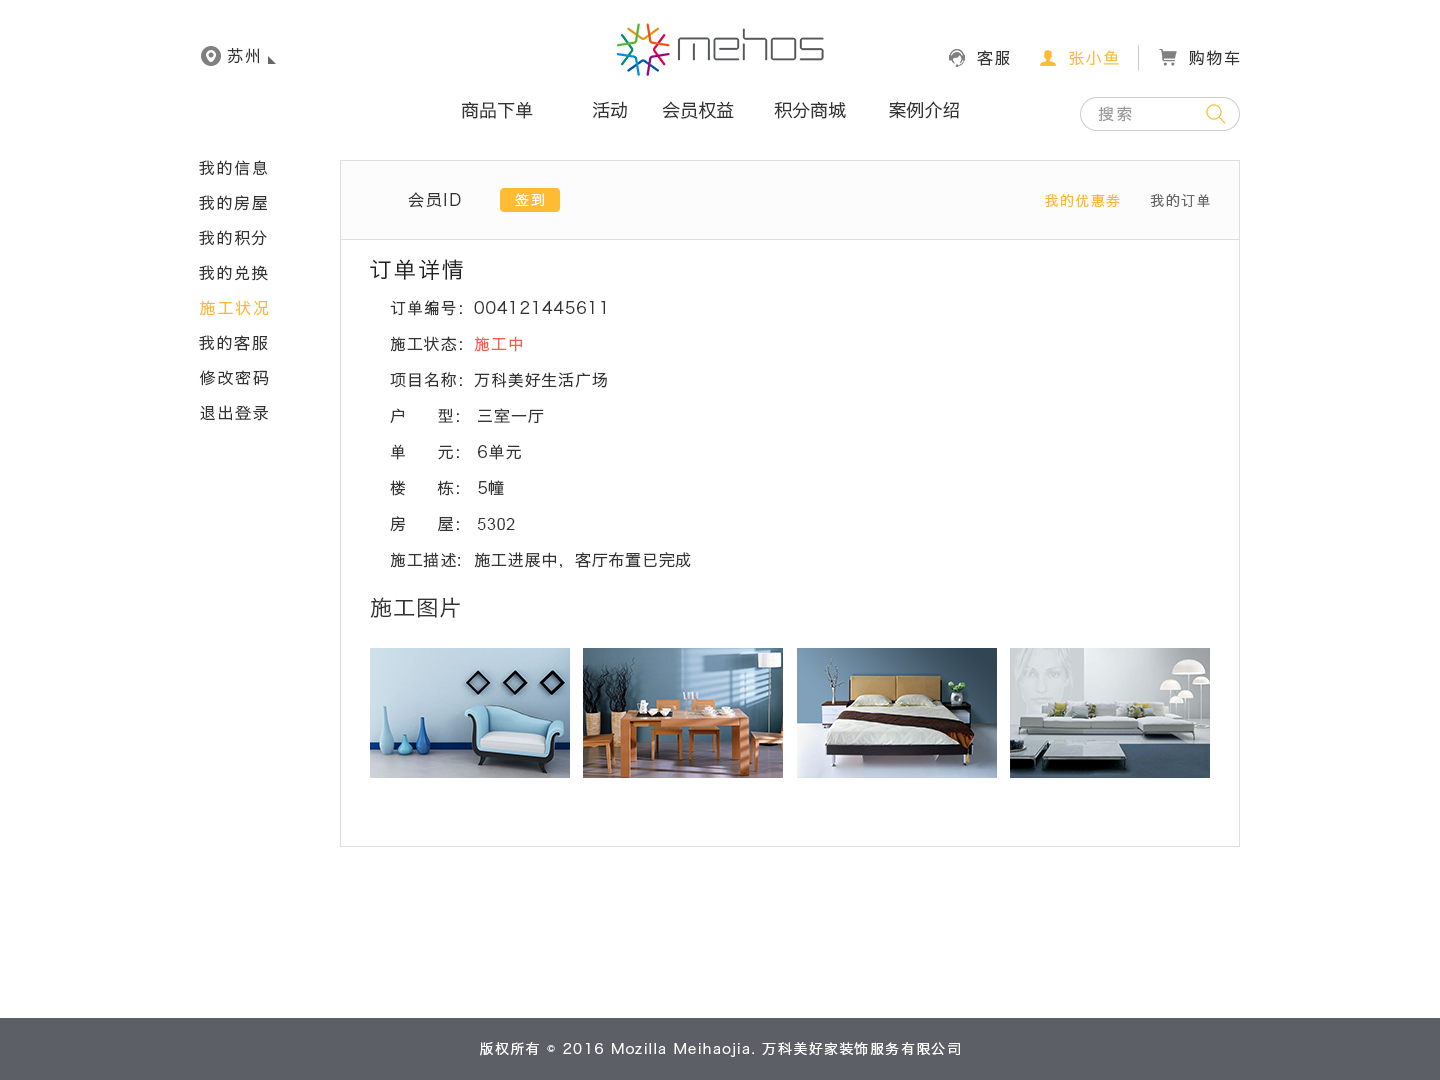 苏州
mehos
客服
张小鱼
购物车
商品下单 活动 会员权益 积分商城 案例介绍
搜索
我的信息
我的房屋
我的积分
我的兑换
施工状况
我的客服
修改密码
退出登录
会员ID
签到
我的优惠券 我的订单
订单详情
订单编号：004121445611
施工状态：施工中
项目名称：万科美好生活广场
户 型： 三室一厅
单 元： 6单元
楼 栋： 5幢
房 屋： 5302
施工描述：施工进展中，客厅布置已完成
施工图片
版权所有 © 2016 Mozilla Meihaojia. 万科美好家装饰服务有限公司